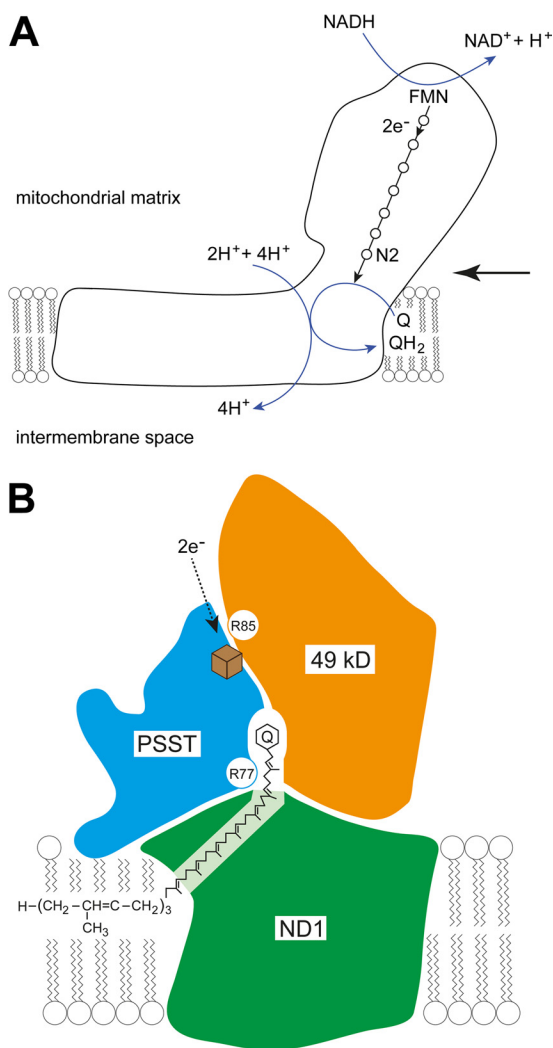 A
NADH
NAD⁺ + H⁺
FMN
2e⁻
mitochondrial matrix
2H⁺ + 4H⁺
N2
Q
QH₂
4H⁺
intermembrane space
B
2e⁻
R85
49 kD
Q
PSST
R77
H–(CH₂–CH=C–CH₂)₃
CH₃
ND1